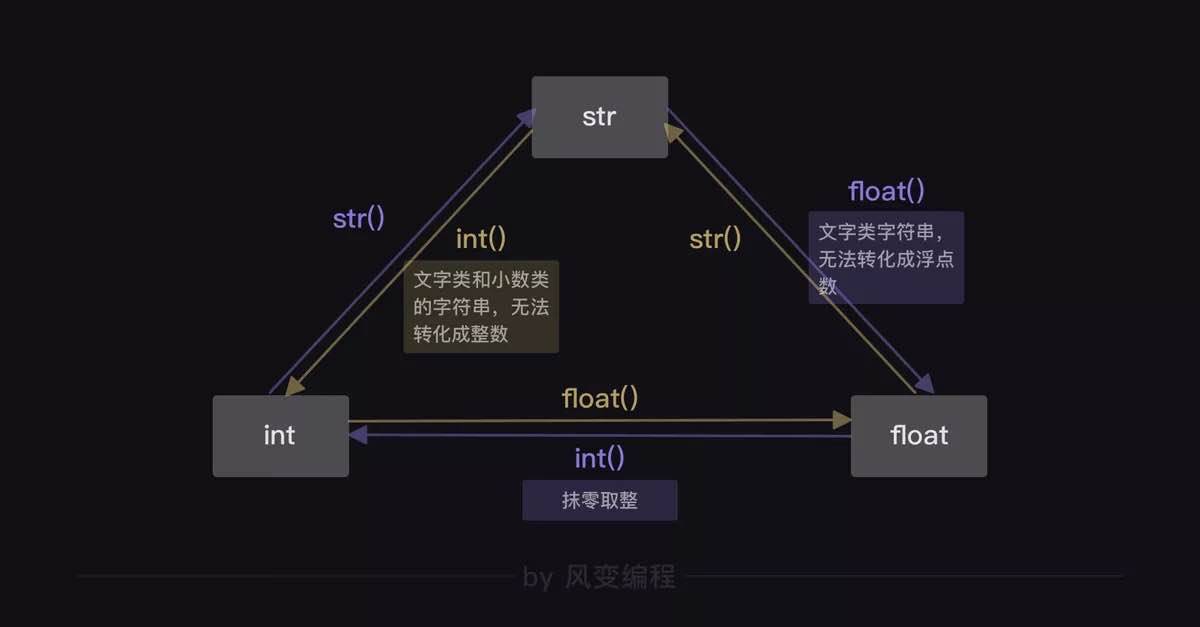 str
float()
文字类字符串，
无法转化成浮点
数
str()
str()
int()
文字类和小数类
的字符串，无法
转化成整数
float()
int
float
int()
抹零取整
by 风变编程